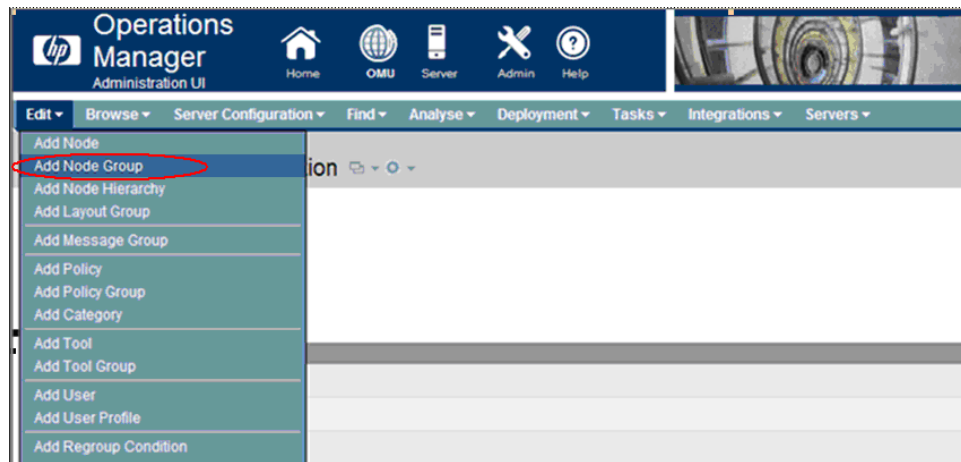 hp
Operations
Manager
Administration UI
Home
OMU
Server
Admin
?
Help
Edit Browse Server Configuration Find Analyse Deployment Tasks Integrations Servers
Add Node
Add Node Group
ion
Add Node Hierarchy
Add Layout Group
Add Message Group
Add Policy
Add Policy Group
Add Category
Add Tool
Add Tool Group
Add User
Add User Profile
Add Regroup Condition